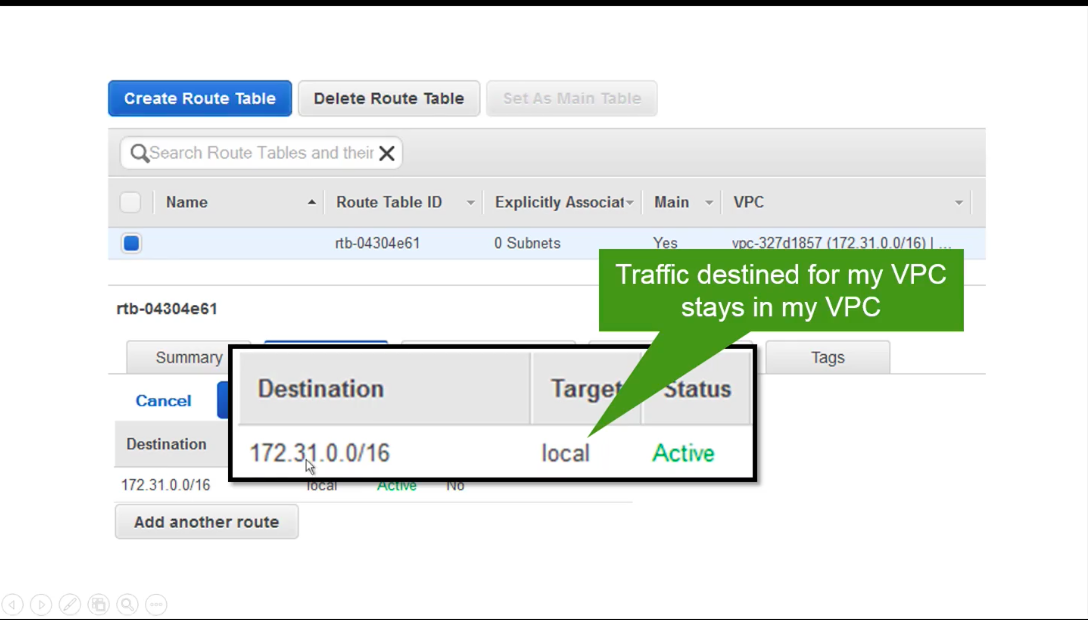 Create Route Table Delete Route Table Set As Main Table
Search Route Tables and their
Name Route Table ID Explicitly Associat Main VPC
rtb-04304e61 0 Subnets Yes vpc-327d1857 (172.31.0.0/16) | ...
Traffic destined for my VPC
stays in my VPC
rtb-04304e61
Summary Tags
Cancel
Destination Target Status
Destination
172.31.0.0/16 local Active
172.31.0.0/16 local Active No
Add another route